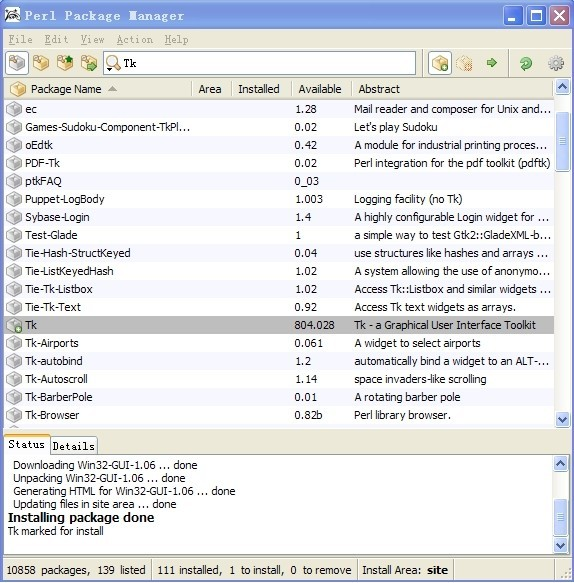 Perl Package Manager
File Edit View Action Help
Tk
Package Name Area Installed Available Abstract
ec 1.28 Mail reader and composer for Unix and...
Games-Sudoku-Component-TkPl... 0.02 Let's play Sudoku
oEdtk 0.42 A module for industrial printing proces...
PDF-Tk 0.02 Perl integration for the pdf toolkit (pdftk)
ptkFAQ 0_03
Puppet-LogBody 1.003 Logging facility (no Tk)
Sybase-Login 1.4 A highly configurable Login widget for ...
Test-Glade 1 a simple way to test Gtk2::GladeXML-b...
Tie-Hash-StructKeyed 0.04 use structures like hashes and arrays ...
Tie-ListKeyedHash 1.02 A system allowing the use of anonymo...
Tie-Tk-Listbox 1.02 Access Tk::Listbox and similar widgets ...
Tie-Tk-Text 0.92 Access Tk text widgets as arrays.
Tk 804.028 Tk - a Graphical User Interface Toolkit
Tk-Airports 0.061 A widget to select airports
Tk-autobind 1.2 automatically bind a widget to an ALT-...
Tk-Autoscroll 1.14 space invaders-like scrolling
Tk-BarberPole 0.01 A rotating barber pole
Tk-Browser 0.82b Perl library browser.
Status Details
Downloading Win32-GUI-1.06 ... done
Unpacking Win32-GUI-1.06 ... done
Generating HTML for Win32-GUI-1.06 ... done
Updating files in site area ... done
Installing package done
Tk marked for install
10858 packages, 139 listed 111 installed, 1 to install, 0 to remove Install Area: site